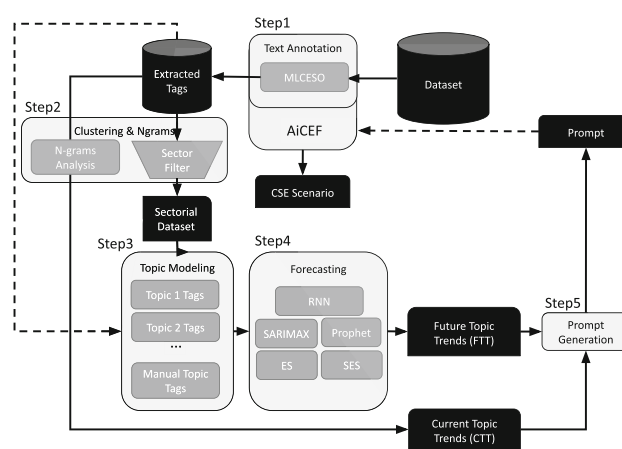 Step1
Text Annotation
MLCESO
AiCEF
Extracted
Tags
Dataset
Step2
Clustering & Ngrams
N-grams
Analysis
Sector
Filter
Prompt
CSE Scenario
Sectorial
Dataset
Step3
Topic Modeling
Topic 1 Tags
Topic 2 Tags
...
Manual Topic
Tags
Step4
Forecasting
RNN
SARIMAX
Prophet
ES
SES
Future Topic
Trends (FTT)
Step5
Prompt
Generation
Current Topic
Trends (CTT)